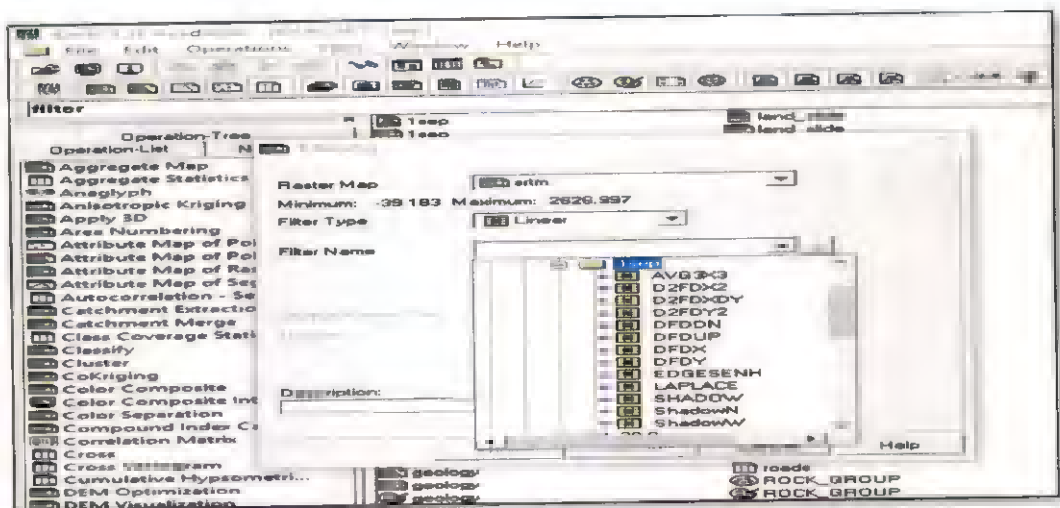 File Edit Operations Window Help
filter
Operation-Tree
Operation-List N
Aggregate Map
Aggregate Statistics
Anaglyph
Anisotropic Kriging
Apply 3D
Area Numbering
Attribute Map of Pol
Attribute Map of Pol
Attribute Map of Ras
Attribute Map of Seg
Autocorrelation - Se
Catchment Extractio
Catchment Merge
Class Coverage Stati
Classify
Cluster
CoKriging
Color Composite
Color Composite Int
Color Separation
Compound Index Ca
Correlation Matrix
Cross
Cross
Cumulative Hypsometri...
DEM Optimization
DEM Visualization
1sep
1sep
land_slide
land_slide
Raster Map srtm
Minimum: -39.183 Maximum: 2626.997
Filter Type Linear
Filter Name
1sep
AVG3X3
D2FDX2
D2FDXDY
D2FDY2
DFDDN
DFDUP
DFDX
DFDY
EDGESENH
LAPLACE
SHADOW
ShadowN
ShadowW
Description:
Help
geology
geology
geology
roads
ROCK_GROUP
ROCK_GROUP